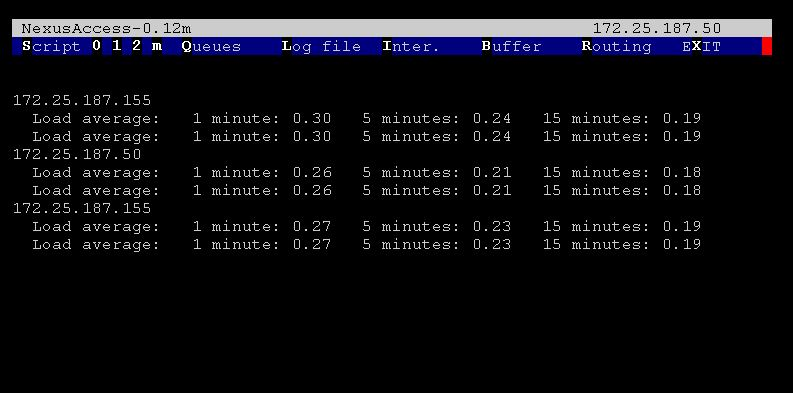 NexusAccess-0.12m 172.25.187.50
Script 0 1 2 m Queues Log file Inter. Buffer Routing EXIT
172.25.187.155
Load average: 1 minute: 0.30 5 minutes: 0.24 15 minutes: 0.19
Load average: 1 minute: 0.30 5 minutes: 0.24 15 minutes: 0.19
172.25.187.50
Load average: 1 minute: 0.26 5 minutes: 0.21 15 minutes: 0.18
Load average: 1 minute: 0.26 5 minutes: 0.21 15 minutes: 0.18
172.25.187.155
Load average: 1 minute: 0.27 5 minutes: 0.23 15 minutes: 0.19
Load average: 1 minute: 0.27 5 minutes: 0.23 15 minutes: 0.19